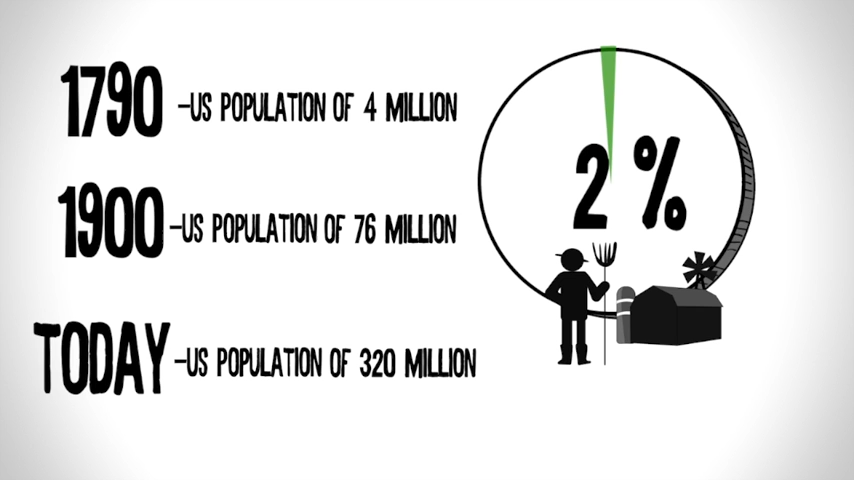 1790 -US POPULATION OF 4 MILLION
1900 -US POPULATION OF 76 MILLION
TODAY -US POPULATION OF 320 MILLION
2 %